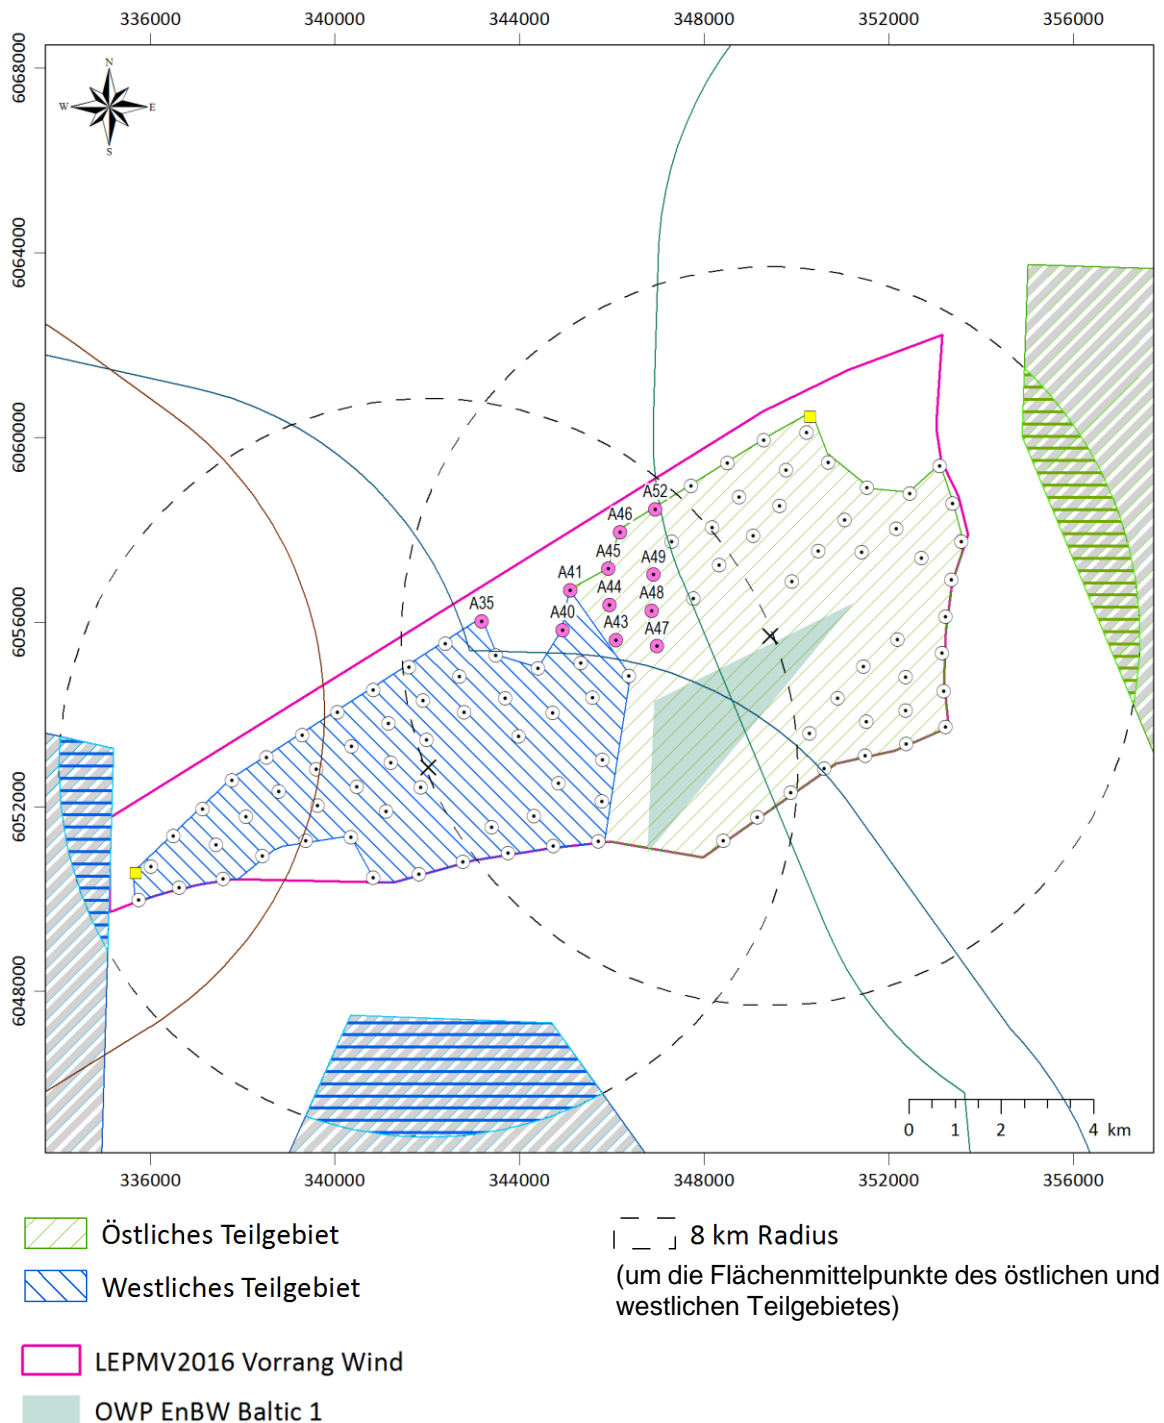 336000 340000 344000 348000 352000 356000
6068000
6064000
6060000
6056000
6052000
6048000
N
W E
S
A52
A46
A45
A49
A41
A44
A48
A35
A40
A43
A47
0 1 2 4 km
336000 340000 344000 348000 352000 356000
Östliches Teilgebiet
Westliches Teilgebiet
LEPMV2016 Vorrang Wind
OWP EnBW Baltic 1
8 km Radius
(um die Flächenmittelpunkte des östlichen und
westlichen Teilgebietes)